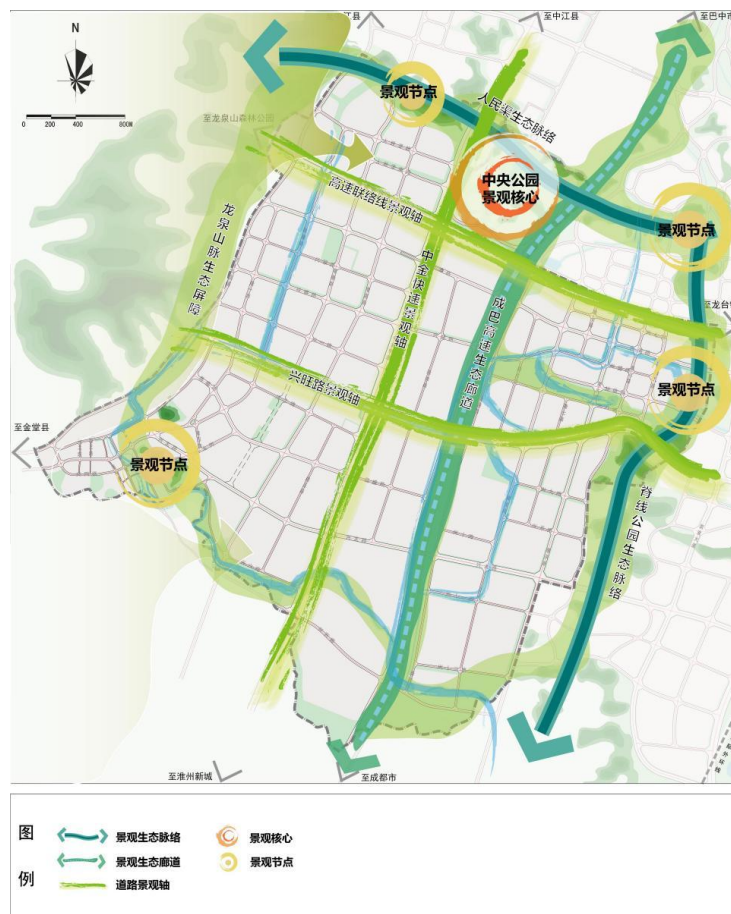 江县
至中江县
至巴中市
N
0 200 400 800M
景观节点
人民渠生态脉络
至龙泉山森林公园
中央公园
景观核心
高速联络线景观轴
龙泉山脉生态屏障
景观节点
中金快速景观轴
成巴高速生态廊道
至龙台
兴旺路景观轴
景观节点
至金堂县
景观节点
脊线公园生态脉络
至淮州新城
至成都市
图例
景观生态脉络
景观核心
景观生态廊道
景观节点
道路景观轴